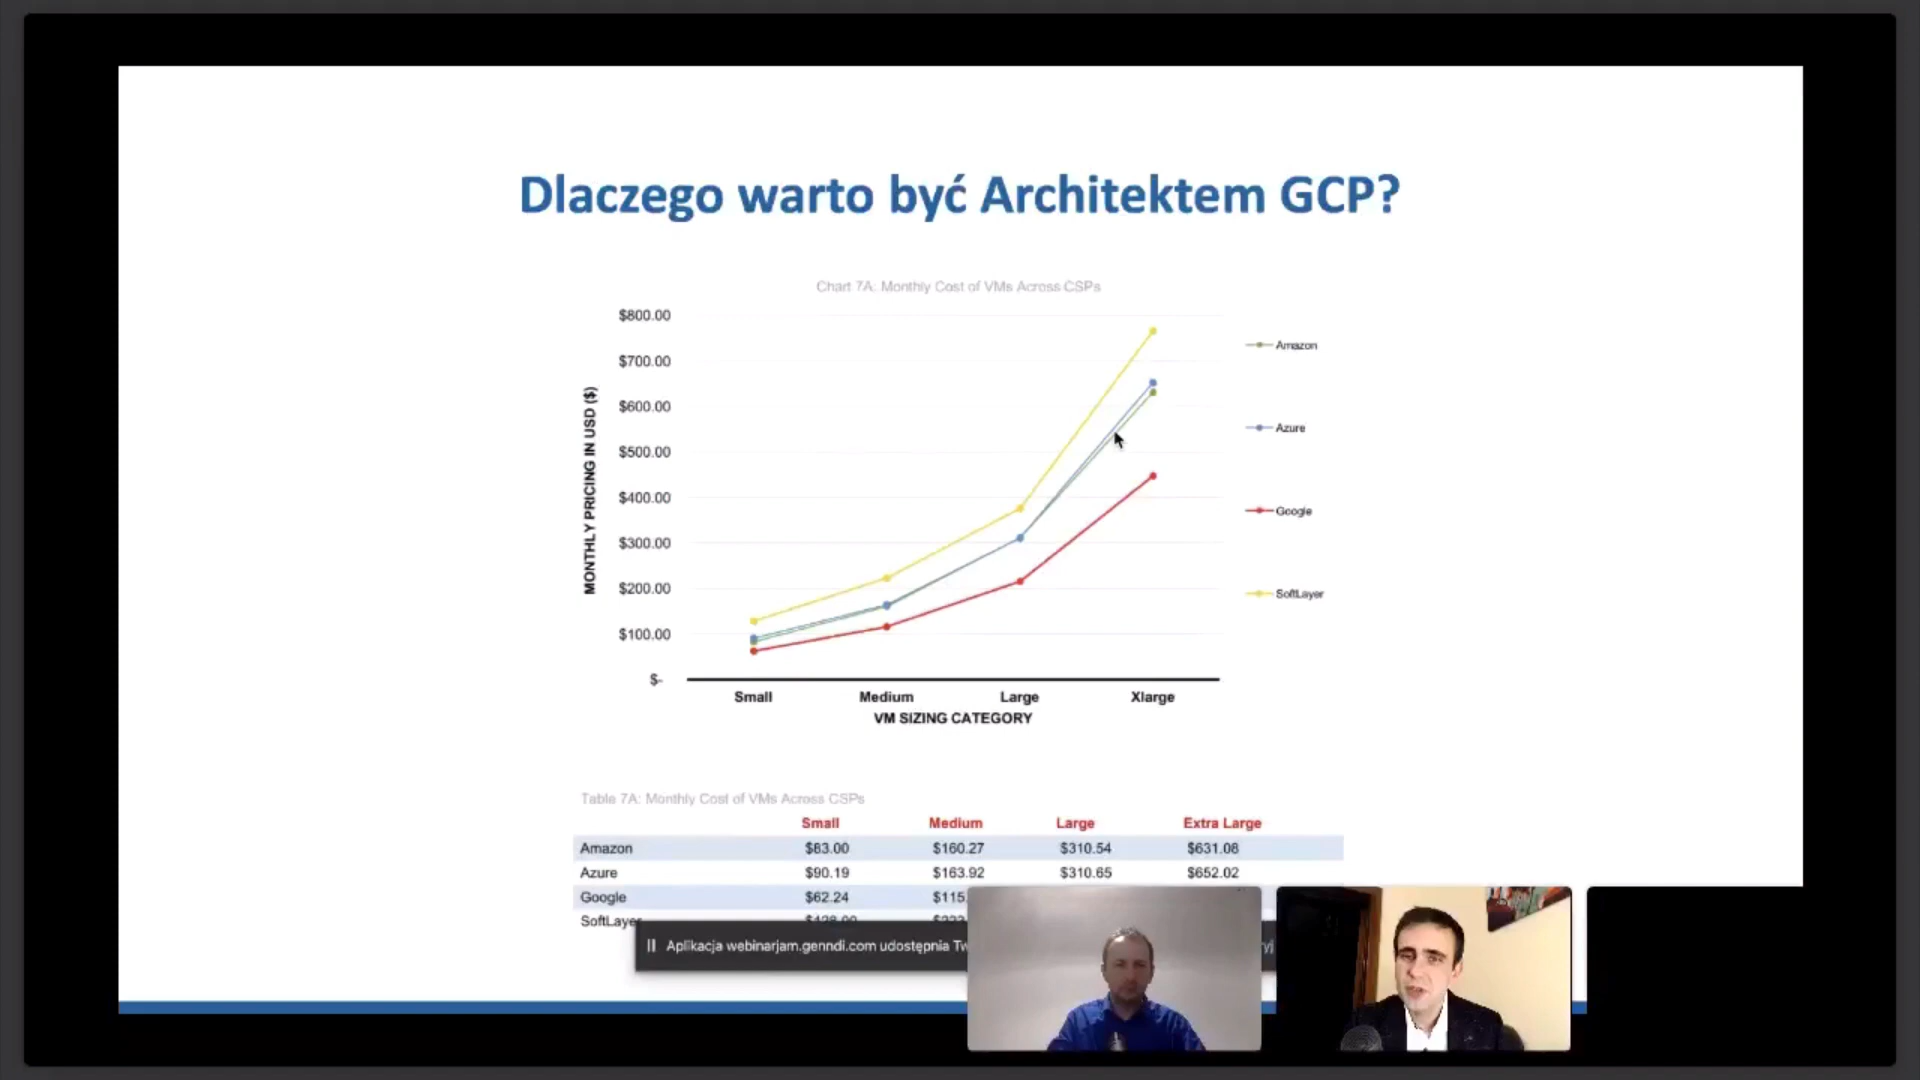 Dlaczego warto być Architektem GCP?
Chart 7A: Monthly Cost of VMs Across CSPs
MONTHLY PRICING IN USD ($)
$800.00
$700.00
$600.00
$500.00
$400.00
$300.00
$200.00
$100.00
$-
Small Medium Large Xlarge
VM SIZING CATEGORY
Amazon
Azure
Google
SoftLayer
Table 7A: Monthly Cost of VMs Across CSPs
Small Medium Large Extra Large
Amazon $83.00 $160.27 $310.54 $631.08
Azure $90.19 $163.92 $310.65 $652.02
Google $62.24 $115.
SoftLayer
Aplikacja webinarjam.genndi.com udostępnia